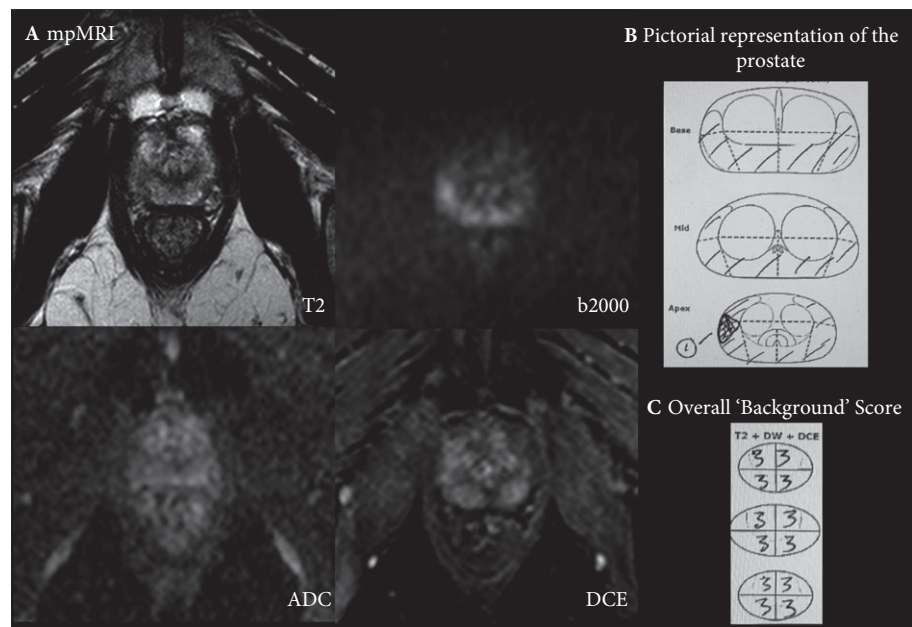 A mpMRI
T2
b2000
ADC
DCE
B Pictorial representation of the
prostate
Base
Mid
Apex
1
C Overall ‘Background’ Score
T2 + DW + DCE
3 3
3 3
3 3
3 3
3 3
3 3